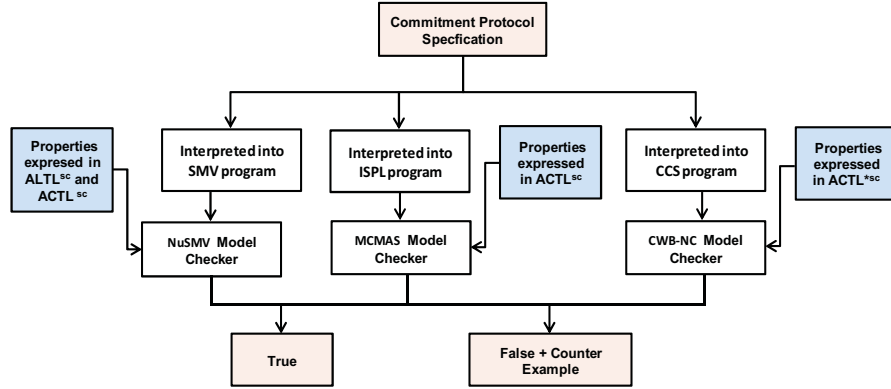 Commitment Protocol
Specfication
Properties
expresed in
ALTLsc and
ACTL sc
Interpreted into
SMV program
Interpreted into
ISPL program
Properties
expressed
in ACTLsc
Interpreted into
CCS program
Properties
expressed
in ACTL*sc
NuSMV Model
Checker
MCMAS Model
Checker
CWB-NC Model
Checker
True
False + Counter
Example